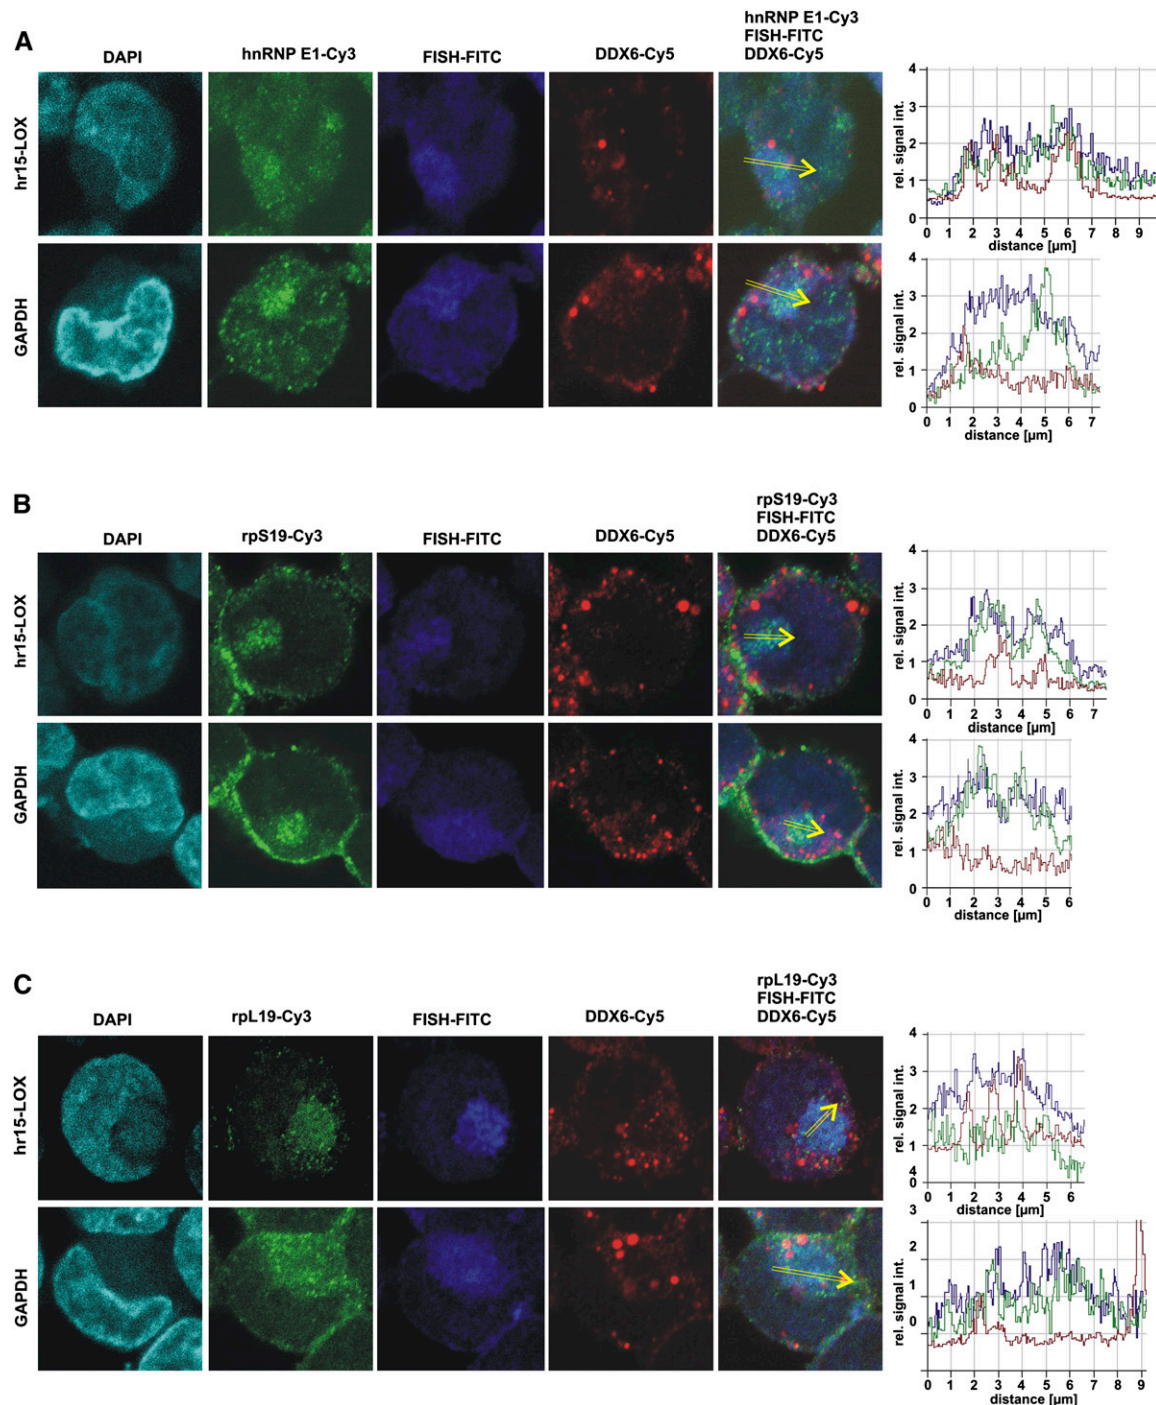 A
DAPI
hnRNP E1-Cy3
FISH-FITC
DDX6-Cy5
hnRNP E1-Cy3
FISH-FITC
DDX6-Cy5
hr15-LOX
rel. signal int.
4
3
2
1
0
0 1 2 3 4 5 6 7 8 9
distance [µm]
GAPDH
rel. signal int.
4
3
2
1
0
0 1 2 3 4 5 6 7
distance [µm]
B
DAPI
rpS19-Cy3
FISH-FITC
DDX6-Cy5
rpS19-Cy3
FISH-FITC
DDX6-Cy5
hr15-LOX
rel. signal int.
4
3
2
1
0
0 1 2 3 4 5 6 7
distance [µm]
GAPDH
rel. signal int.
4
3
2
1
0
0 1 2 3 4 5 6
distance [µm]
C
DAPI
rpL19-Cy3
FISH-FITC
DDX6-Cy5
rpL19-Cy3
FISH-FITC
DDX6-Cy5
hr15-LOX
rel. signal int.
4
3
2
1
4
0
0 1 2 3 4 5 6
distance [µm]
GAPDH
rel. signal int.
3
2
1
0
0 1 2 3 4 5 6 7 8 9
distance [µm]